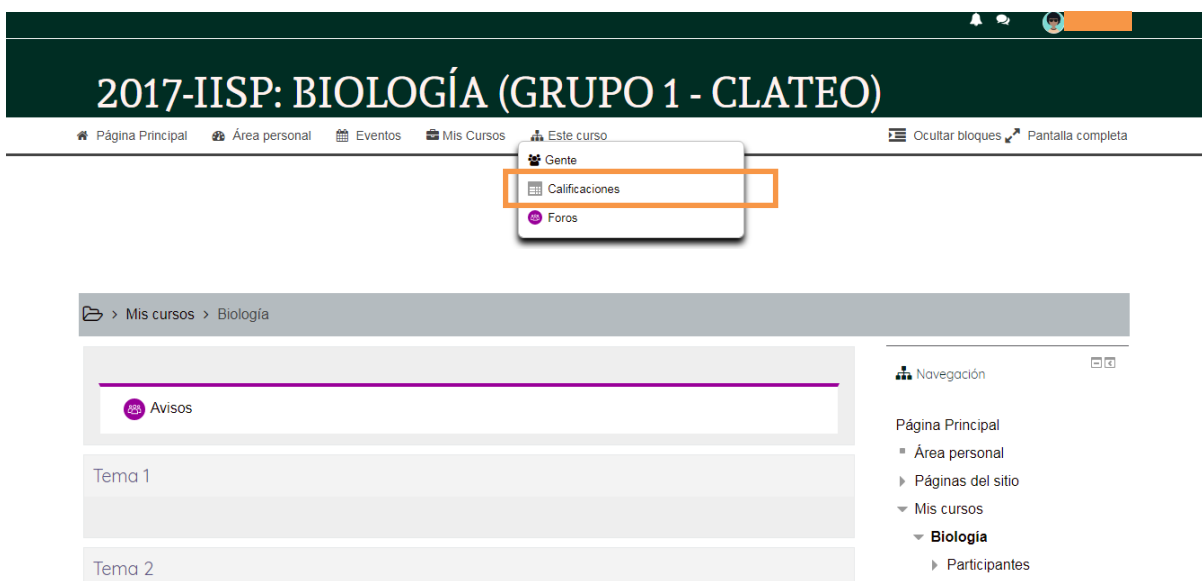 2017-IISP: BIOLOGÍA (GRUPO 1 - CLATEO)
Página Principal Área personal Eventos Mis Cursos Este curso Ocultar bloques Pantalla completa
Gente
Calificaciones
Foros
> Mis cursos > Biología
Navegación
Avisos
Página Principal
Área personal
Tema 1
Páginas del sitio
Mis cursos
Biología
Tema 2
Participantes